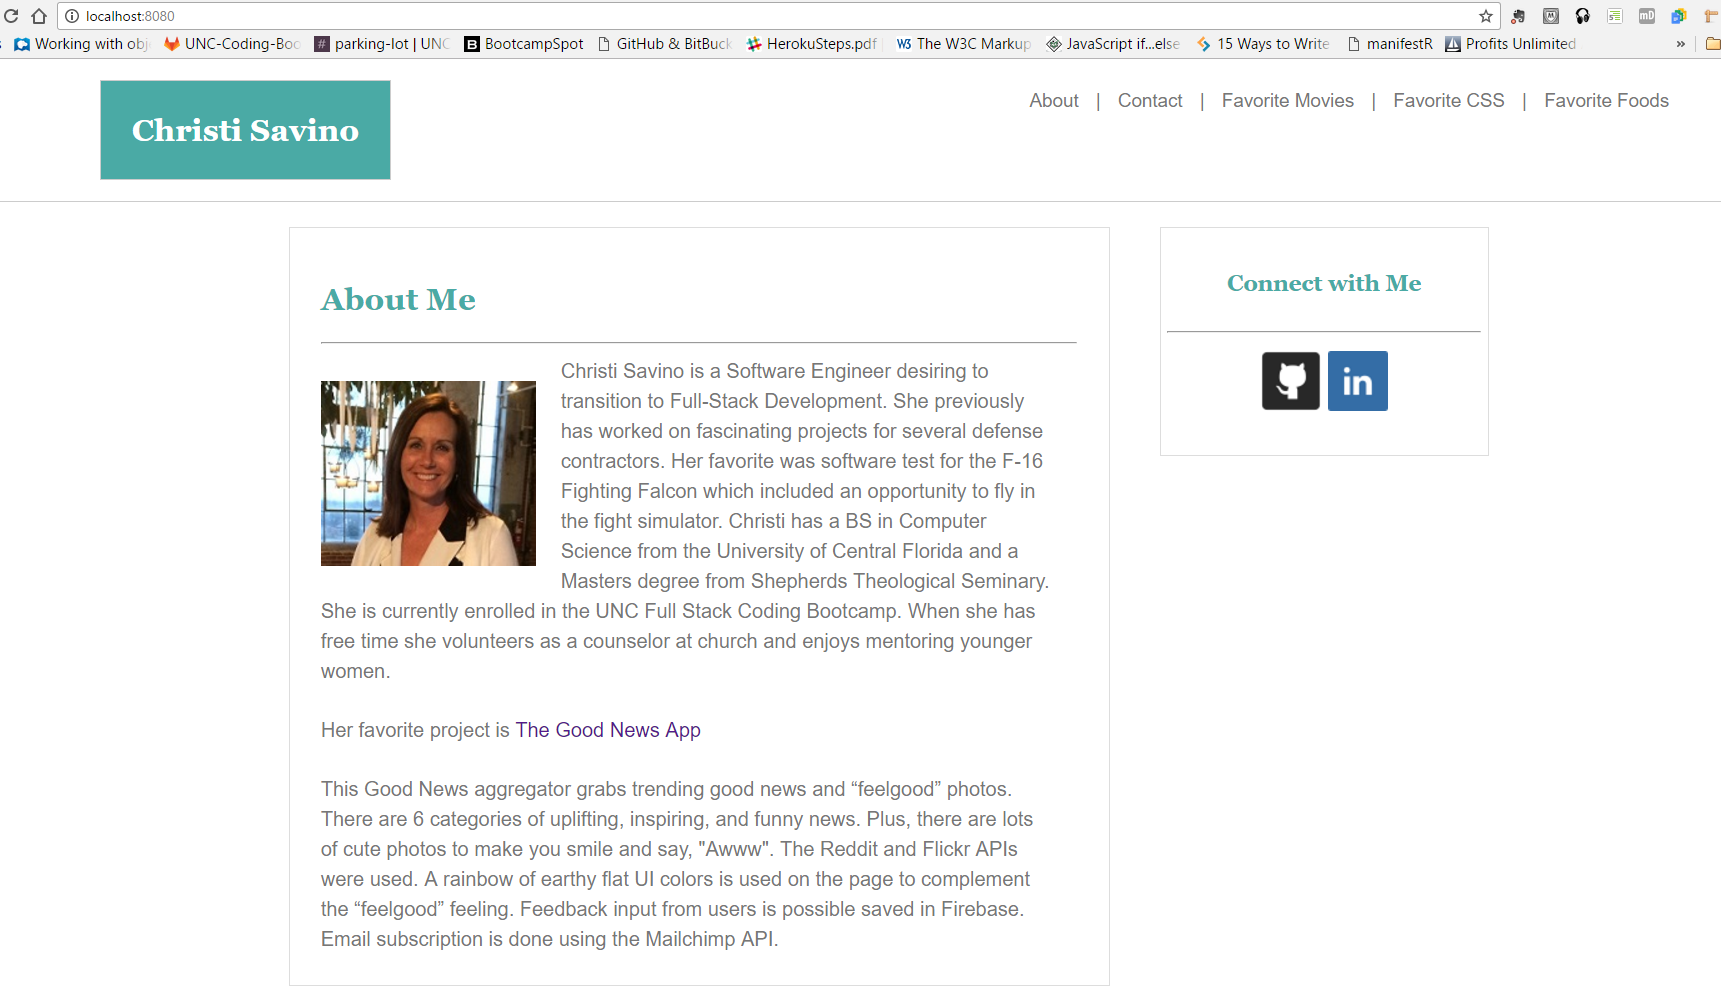 localhost:8080
Working with obj UNC-Coding-Boo parking-lot | UNC BootcampSpot GitHub & BitBuck HerokuSteps.pdf W3 The W3C Markup JavaScript if...else 15 Ways to Write manifestR Profits Unlimited »
Christi Savino
About | Contact | Favorite Movies | Favorite CSS | Favorite Foods
About Me
Christi Savino is a Software Engineer desiring to
transition to Full-Stack Development. She previously
has worked on fascinating projects for several defense
contractors. Her favorite was software test for the F-16
Fighting Falcon which included an opportunity to fly in
the fight simulator. Christi has a BS in Computer
Science from the University of Central Florida and a
Masters degree from Shepherds Theological Seminary.
She is currently enrolled in the UNC Full Stack Coding Bootcamp. When she has
free time she volunteers as a counselor at church and enjoys mentoring younger
women.
Her favorite project is The Good News App
This Good News aggregator grabs trending good news and “feelgood” photos.
There are 6 categories of uplifting, inspiring, and funny news. Plus, there are lots
of cute photos to make you smile and say, "Awww". The Reddit and Flickr APIs
were used. A rainbow of earthy flat UI colors is used on the page to complement
the “feelgood” feeling. Feedback input from users is possible saved in Firebase.
Email subscription is done using the Mailchimp API.
Connect with Me
in